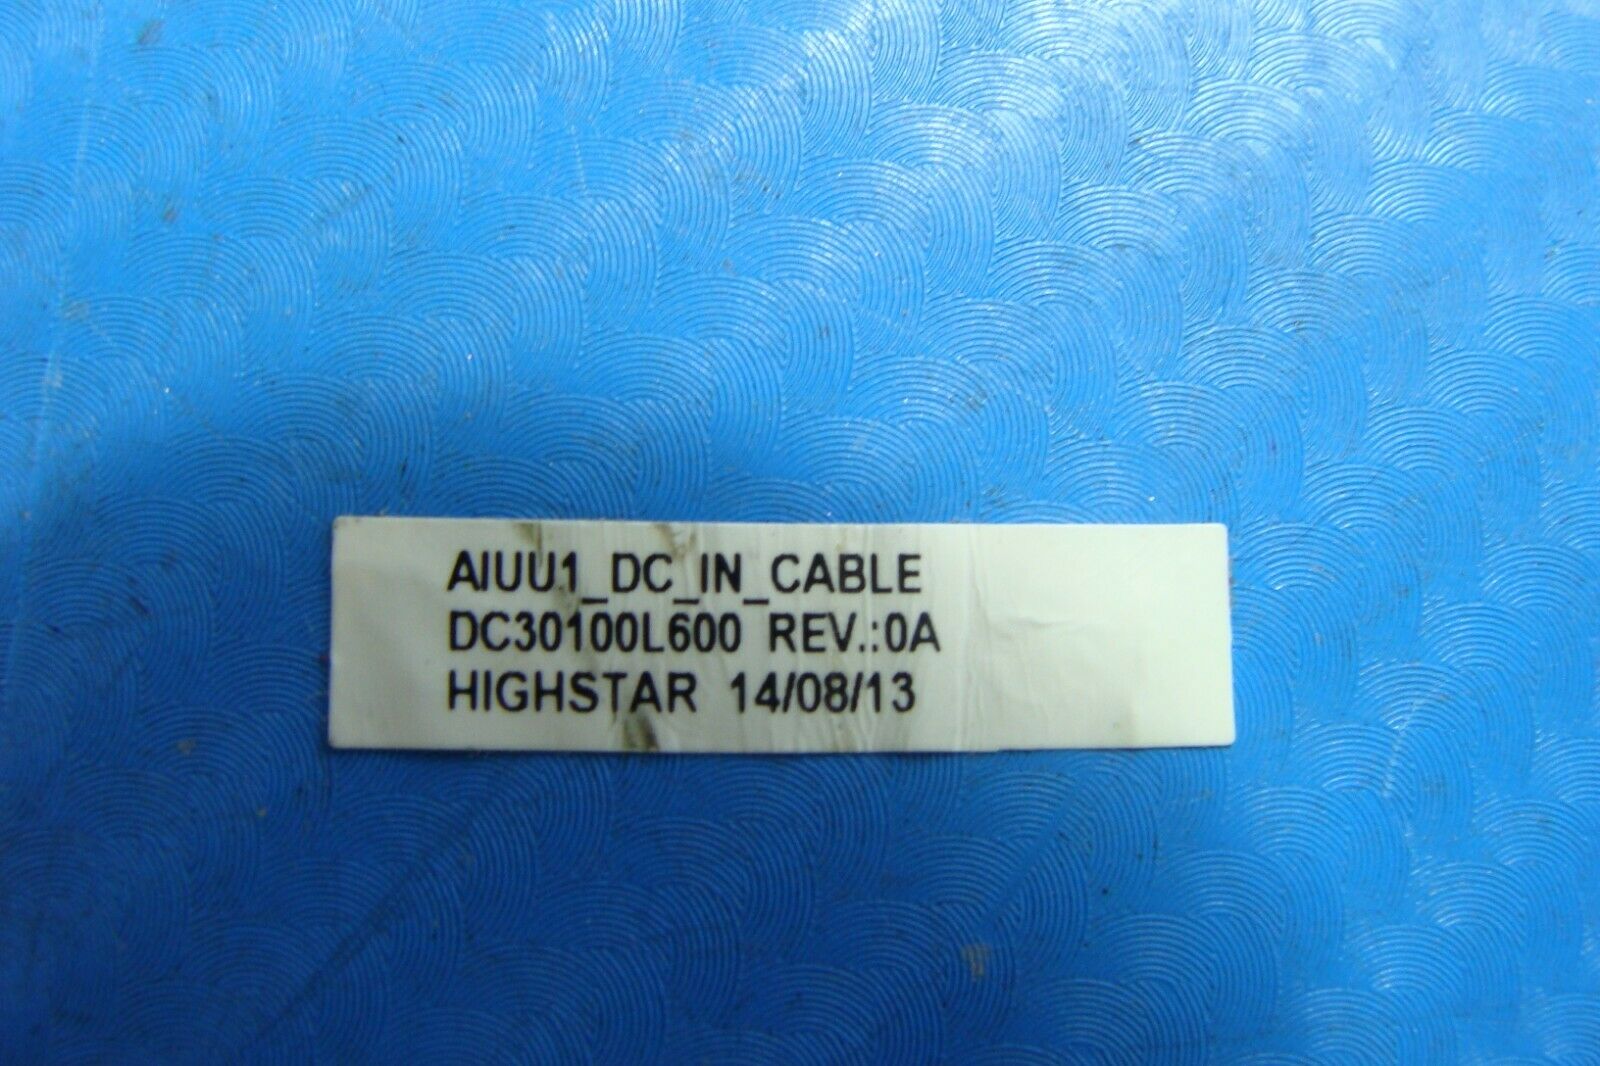 AIUU1_DC_IN_CABLE
DC30100L600 REV.:0A
HIGHSTAR 14/08/13